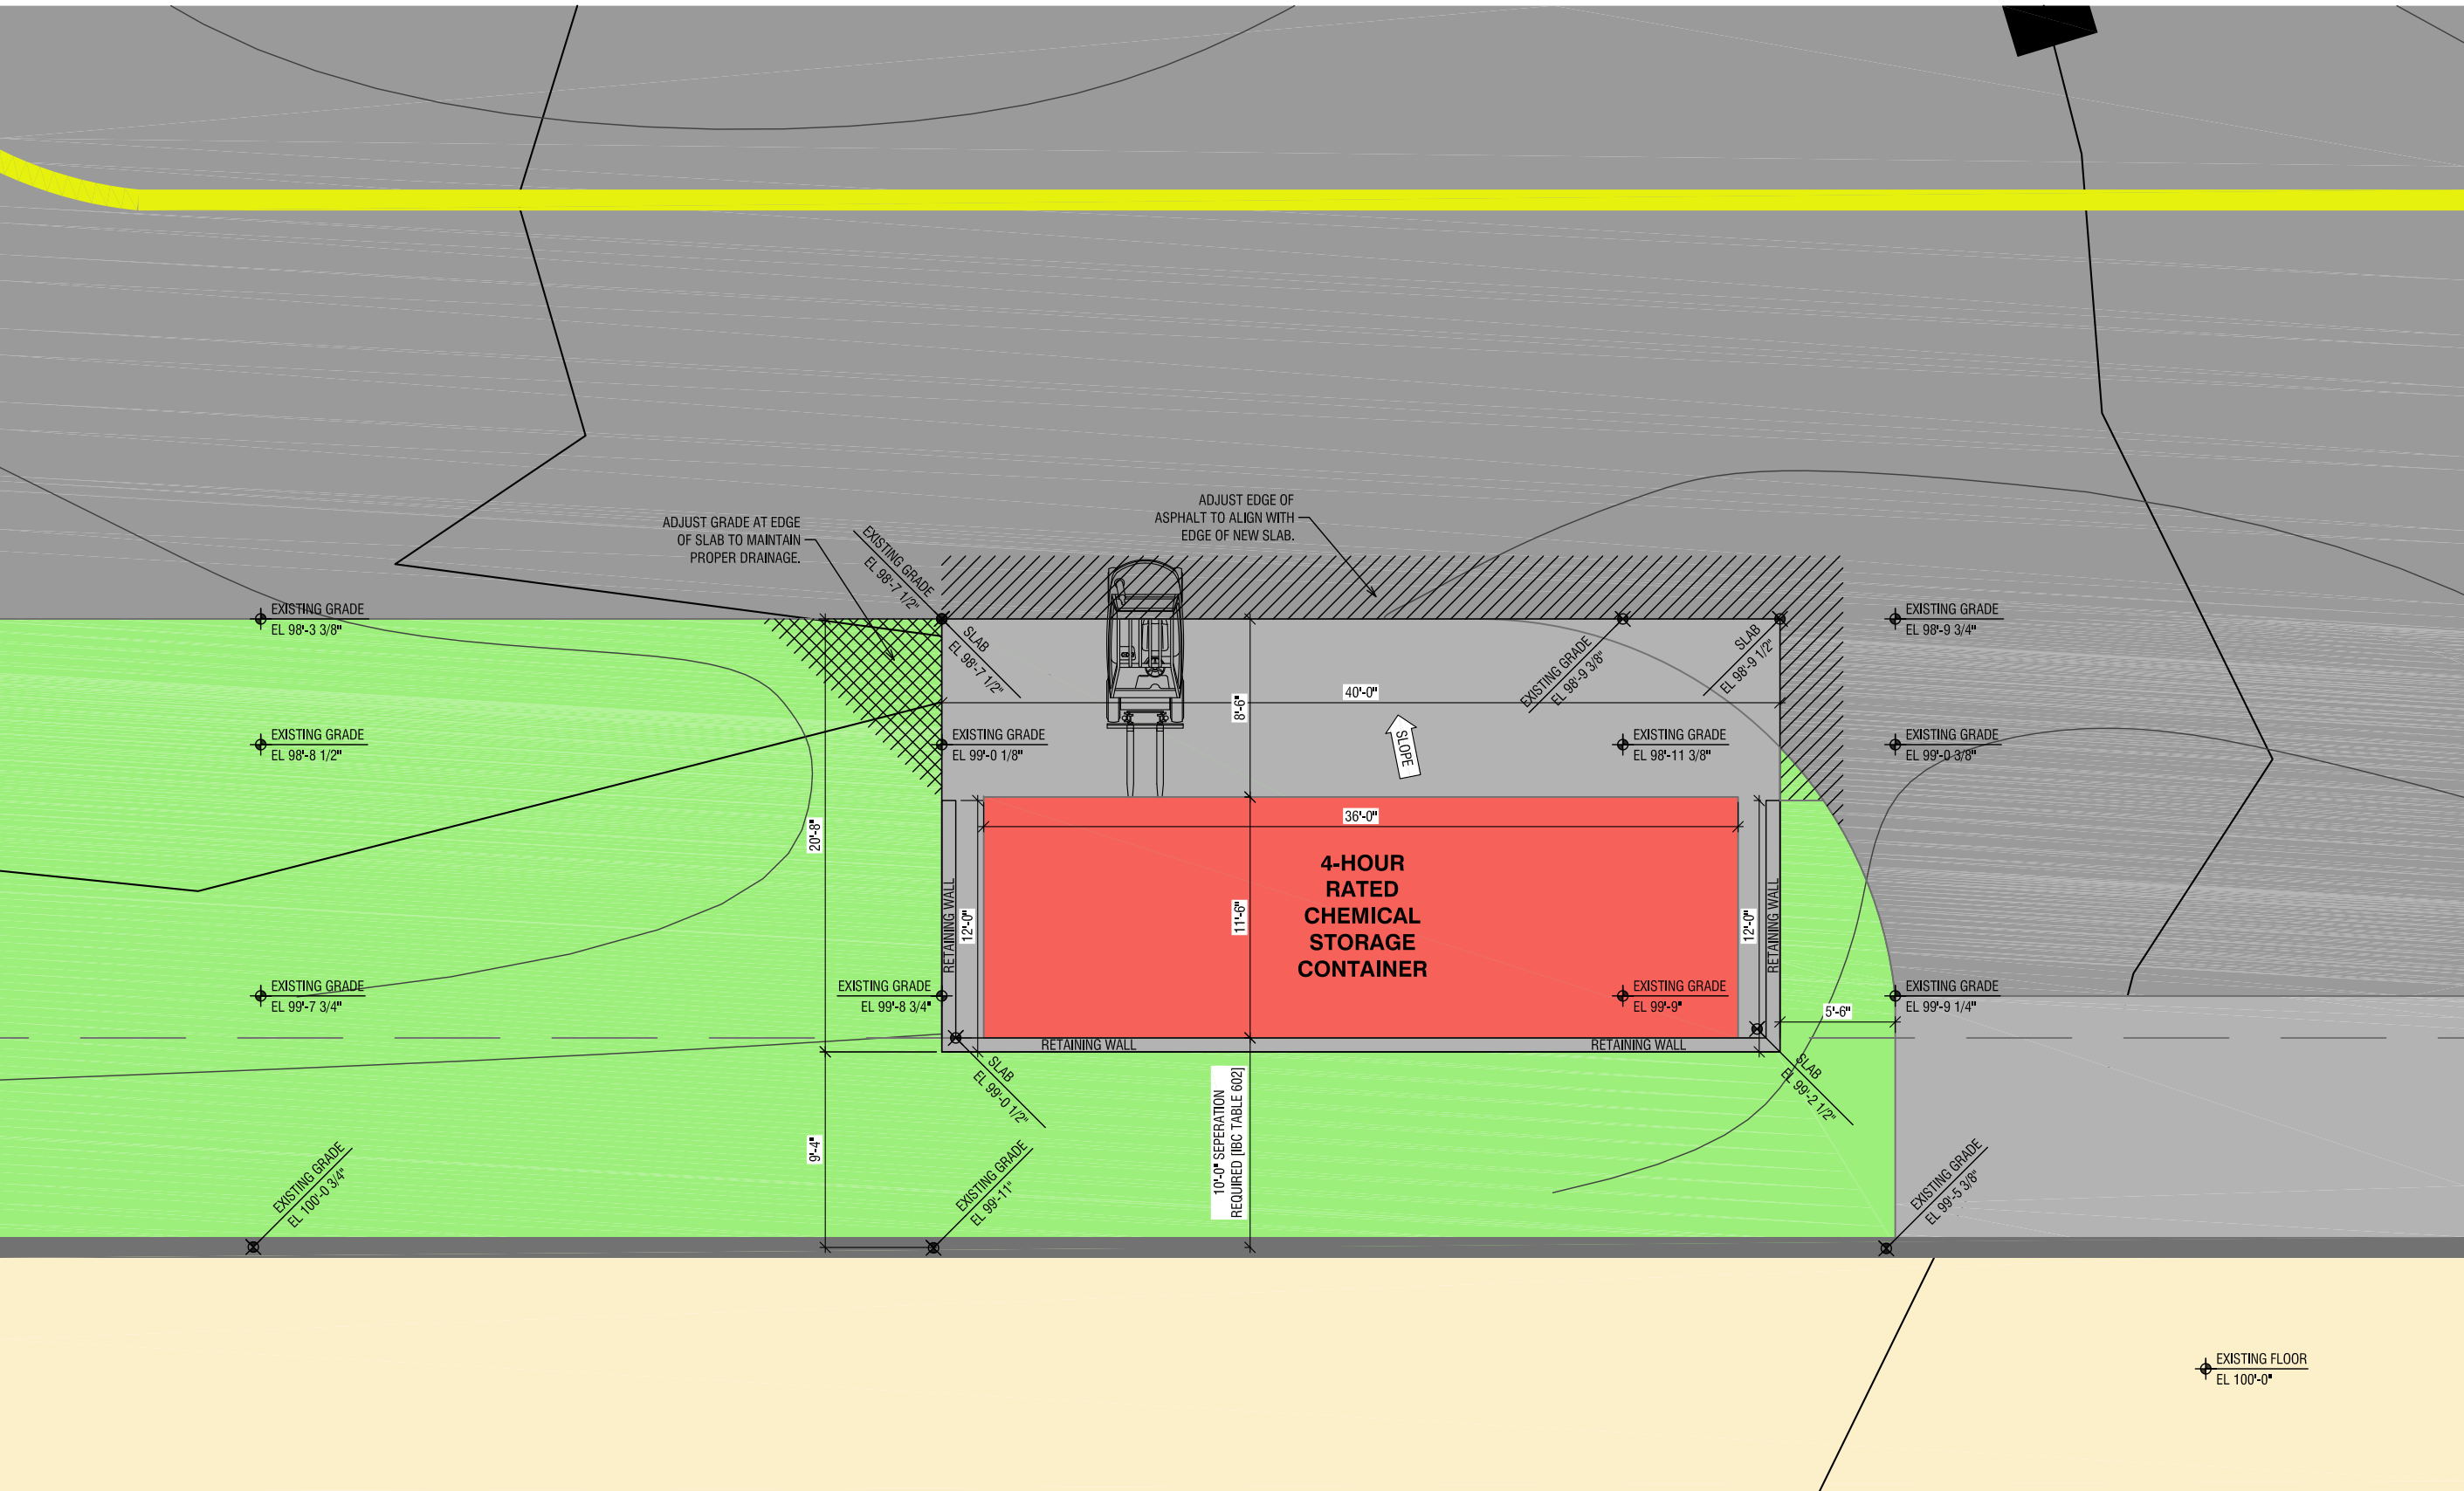 ADJUST EDGE OF
ASPHALT TO ALIGN WITH
EDGE OF NEW SLAB.
ADJUST GRADE AT EDGE
OF SLAB TO MAINTAIN
PROPER DRAINAGE.
EXISTING GRADE
EL 98'-7 1/2"
EXISTING GRADE
EL 98'-3 3/8"
SLAB
EL 98'-7 1/2"
EXISTING GRADE
EL 98'-9 3/8"
SLAB
EL 98'-9 1/2"
EXISTING GRADE
EL 98'-9 3/4"
40'-0"
8'-6"
EXISTING GRADE
EL 98'-8 1/2"
EXISTING GRADE
EL 99'-0 1/8"
SLOPE
EXISTING GRADE
EL 98'-11 3/8"
EXISTING GRADE
EL 99'-0 3/8"
36'-0"
20'-8"
4-HOUR
RATED
CHEMICAL
STORAGE
CONTAINER
RETAINING WALL
12'-0"
11'-6"
12'-0"
RETAINING WALL
EXISTING GRADE
EL 99'-7 3/4"
EXISTING GRADE
EL 99'-8 3/4"
EXISTING GRADE
EL 99'-9"
EXISTING GRADE
EL 99'-9 1/4"
5'-6"
RETAINING WALL
RETAINING WALL
SLAB
EL 99'-0 1/2"
SLAB
EL 99'-2 1/2"
9'-4"
10'-0" SEPERATION
REQUIRED [IBC TABLE 602]
EXISTING GRADE
EL 100'-0 3/4"
EXISTING GRADE
EL 99'-11"
EXISTING GRADE
EL 99'-5 3/8"
EXISTING FLOOR
EL 100'-0"